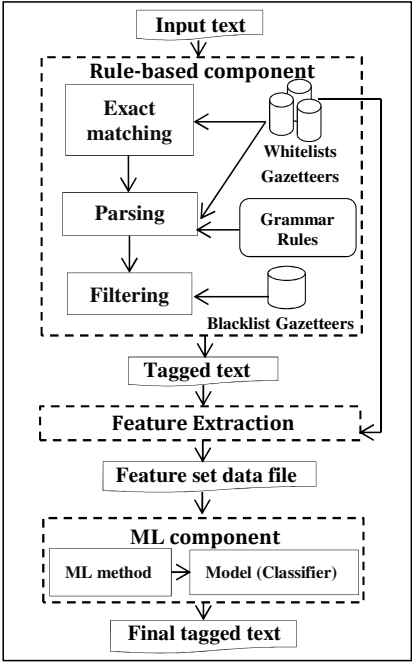 Input text
Rule-based component
Exact
matching
Whitelists
Gazetteers
Parsing
Grammar
Rules
Filtering
Blacklist Gazetteers
Tagged text
Feature Extraction
Feature set data file
ML component
ML method
Model (Classifier)
Final tagged text